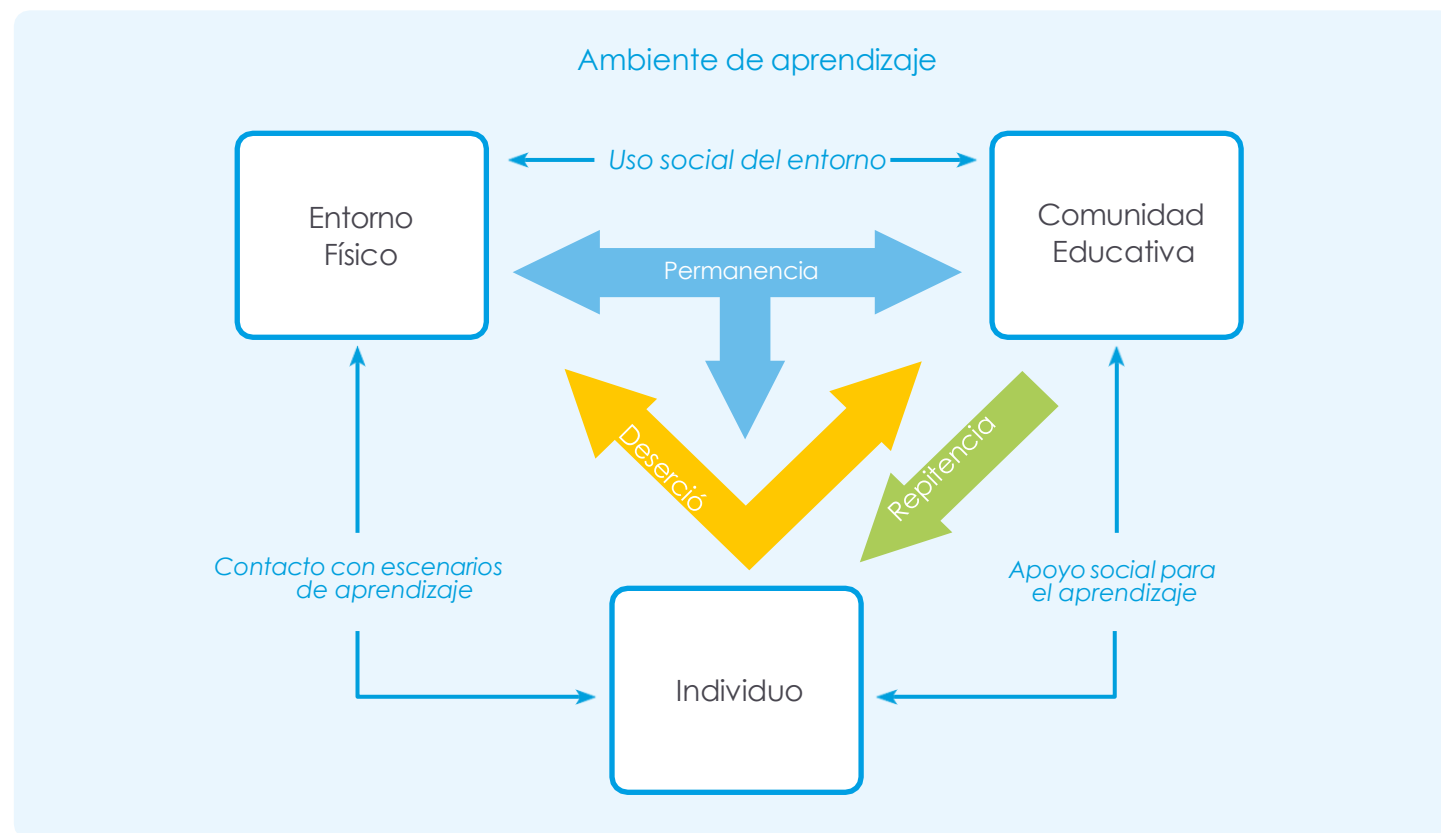 Ambiente de aprendizaje
Uso social del entorno
Entorno
Físico
Comunidad
Educativa
Permanencia
Deserció
Repitencia
Contacto con escenarios
de aprendizaje
Apoyo social para
el aprendizaje
Individuo